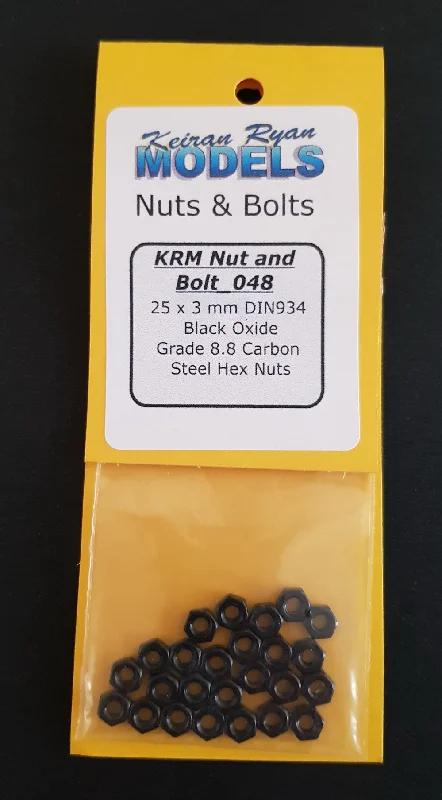 Keiran Ryan
MODELS
Nuts & Bolts
KRM Nut and
Bolt_048
25 x 3 mm DIN934
Black Oxide
Grade 8.8 Carbon
Steel Hex Nuts